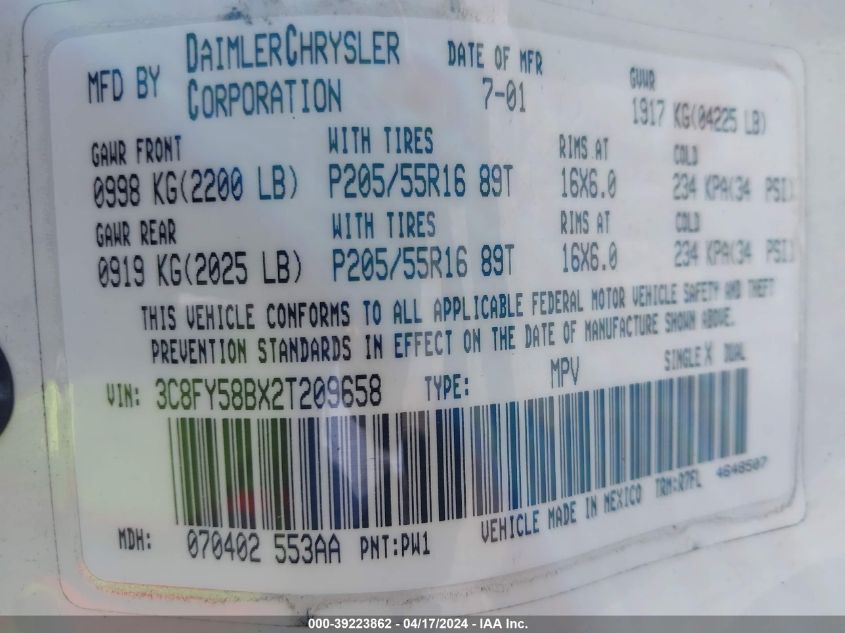 MFD BY DAIMLERCHRYSLER CORPORATION DATE OF MFR 7-01 GVWR 1917 KG(04225 LB)
GAWR FRONT WITH TIRES RIMS AT COLD
0998 KG(2200 LB) P205/55R16 89T 16X6.0 234 KPA(34 PSI)
GAWR REAR WITH TIRES RIMS AT COLD
0919 KG(2025 LB) P205/55R16 89T 16X6.0 234 KPA(34 PSI)
THIS VEHICLE CONFORMS TO ALL APPLICABLE FEDERAL MOTOR VEHICLE SAFETY AND THEFT
PREVENTION STANDARDS IN EFFECT ON THE DATE OF MANUFACTURE SHOWN ABOVE.
VIN: 3C8FY58BX2T209658 TYPE: MPV SINGLE X DUAL
MDH: 070402 553AA PNT:PW1 VEHICLE MADE IN MEXICO TRM:Q7FL 4648507
000-39223862 - 04/17/2024 - IAA Inc.